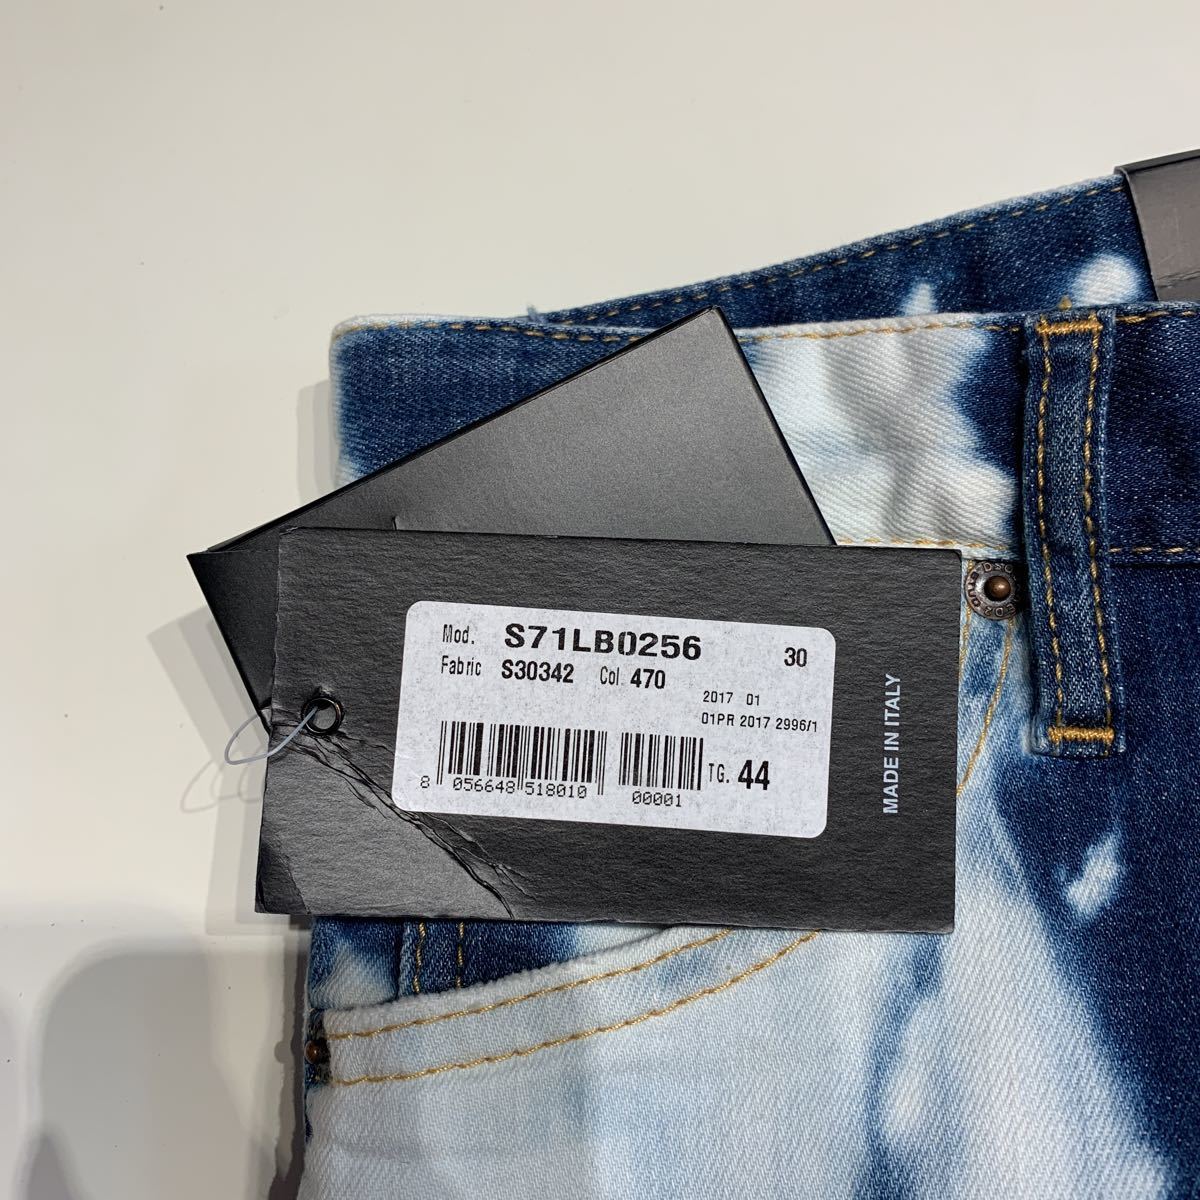 Mod. S71LB0256 30
Fabric S30342 Col. 470
2017 01
01PR 2017 2996/1
TG. 44
8 056648 518010 00001
MADE IN ITALY